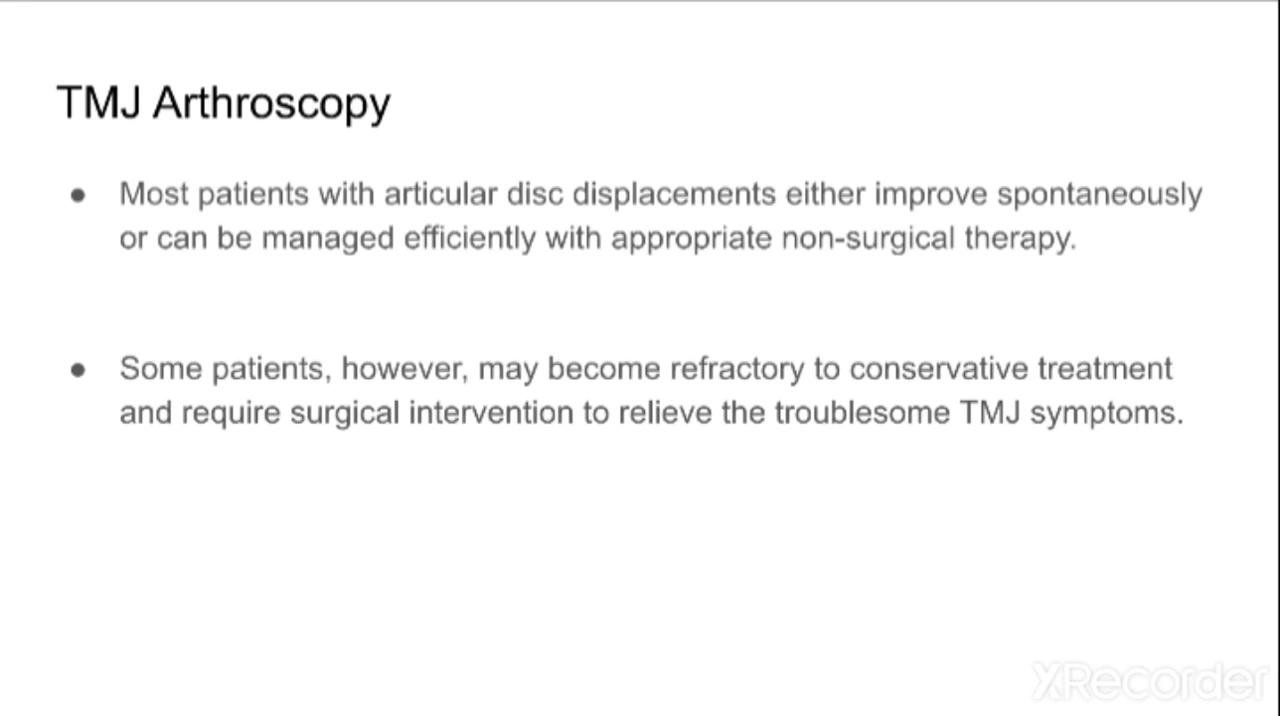 TMJ Arthroscopy
● Most patients with articular disc displacements either improve spontaneously
or can be managed efficiently with appropriate non-surgical therapy.
● Some patients, however, may become refractory to conservative treatment
and require surgical intervention to relieve the troublesome TMJ symptoms.
XRecorder